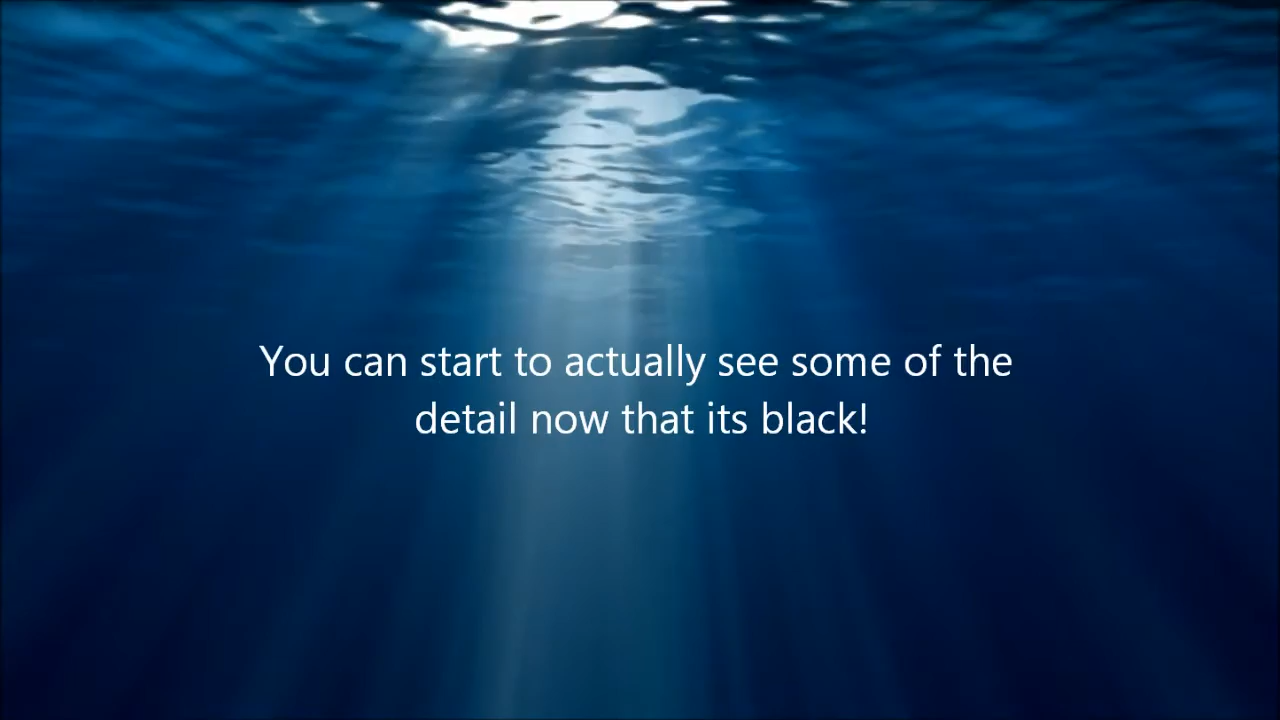 You can start to actually see some of the
detail now that its black!